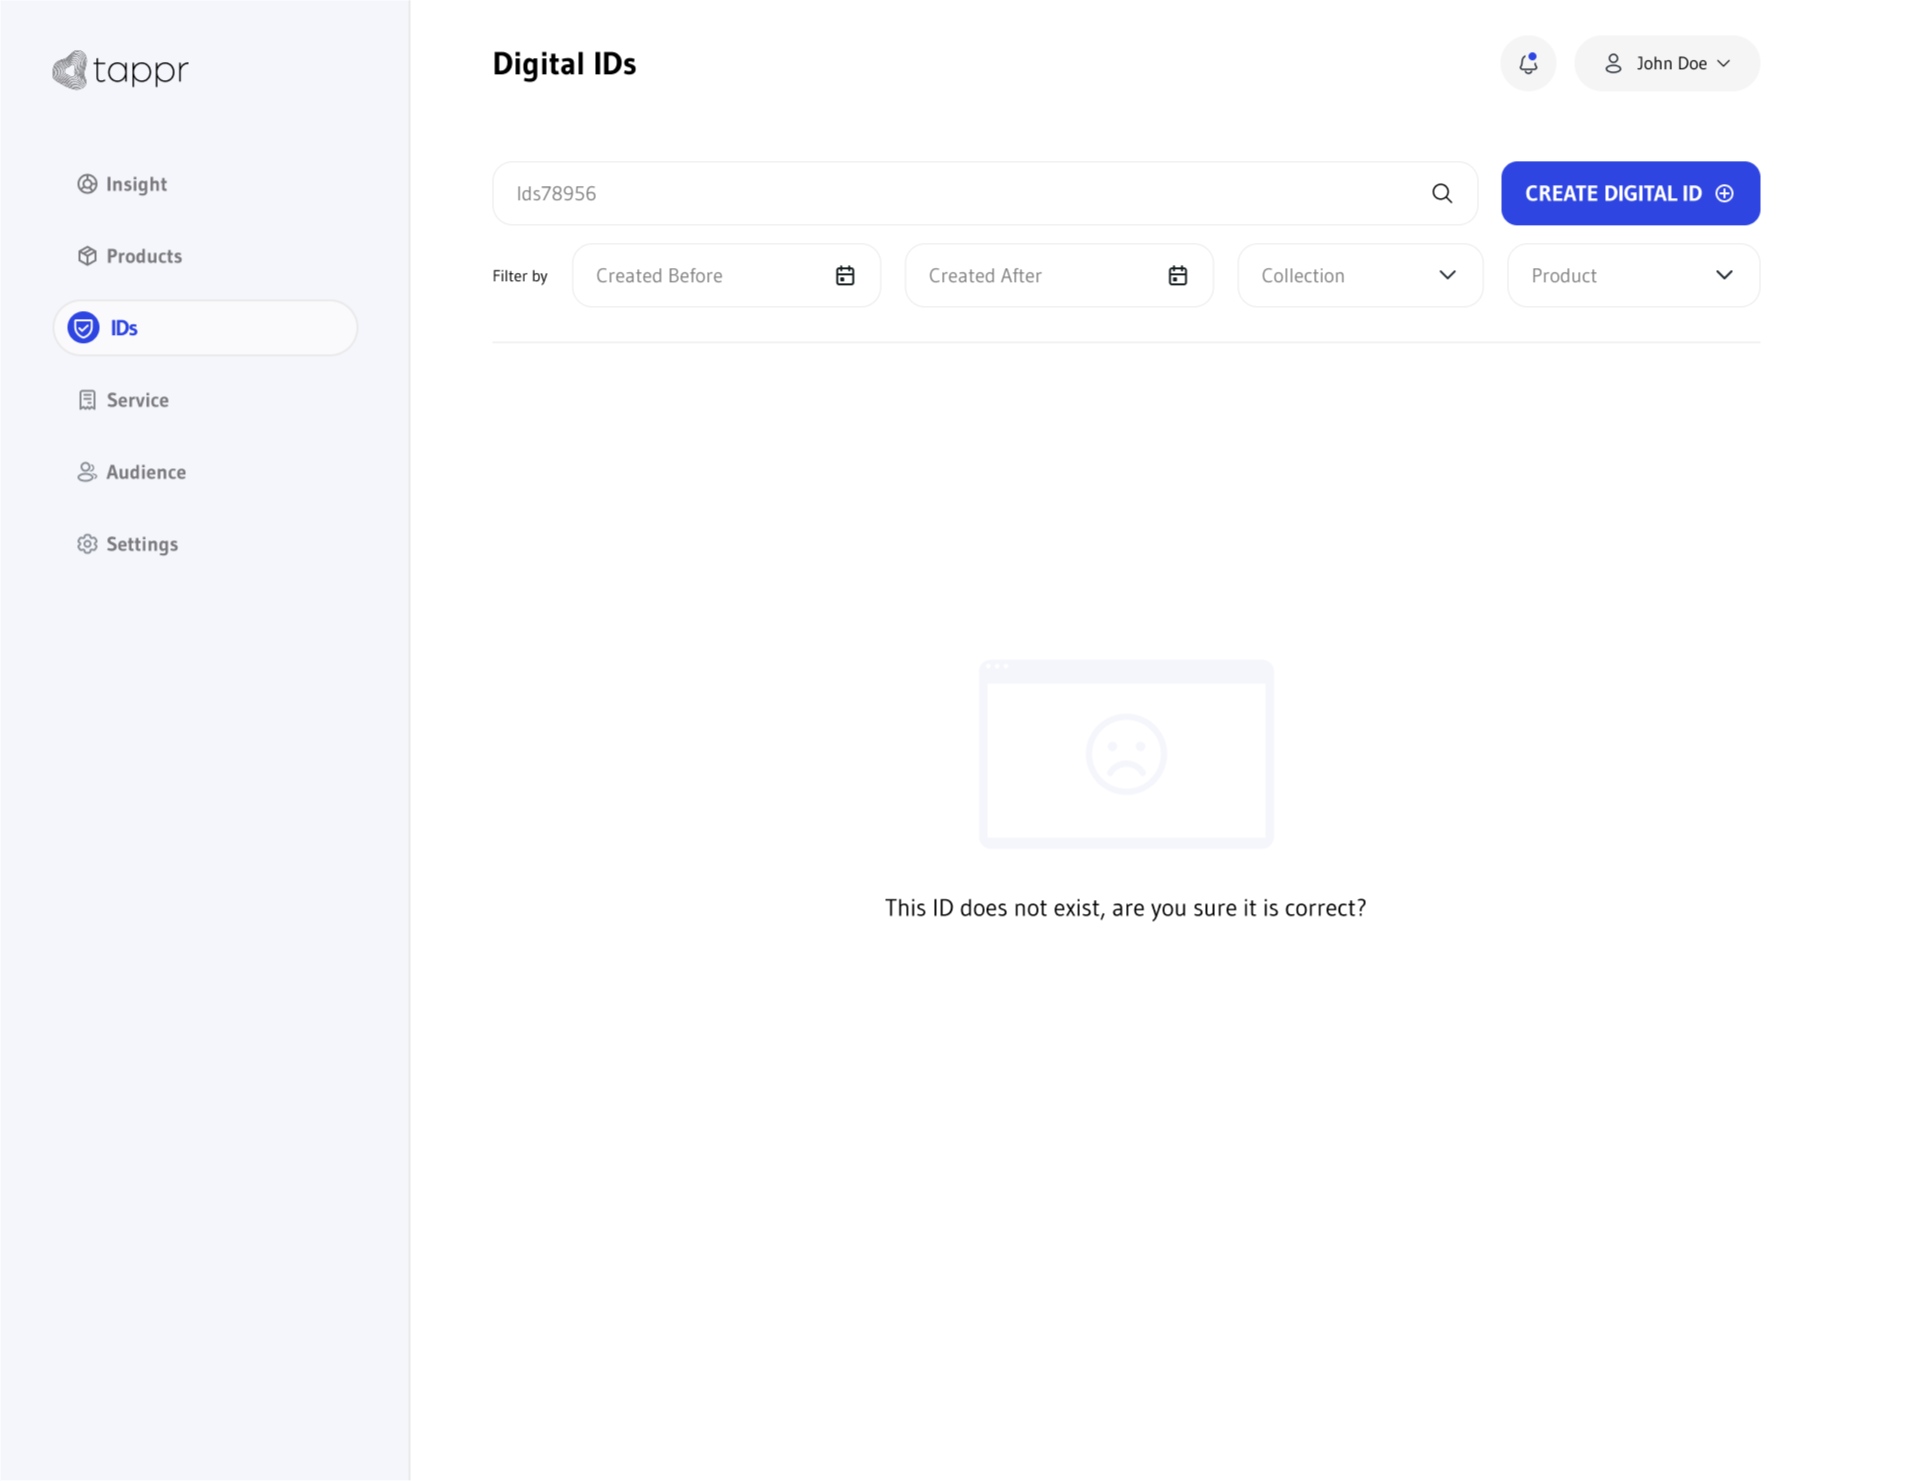 tappr
Insight
Products
IDs
Service
Audience
Settings
Digital IDs
John Doe
Ids78956
CREATE DIGITAL ID
Filter by
Created Before
Created After
Collection
Product
This ID does not exist, are you sure it is correct?